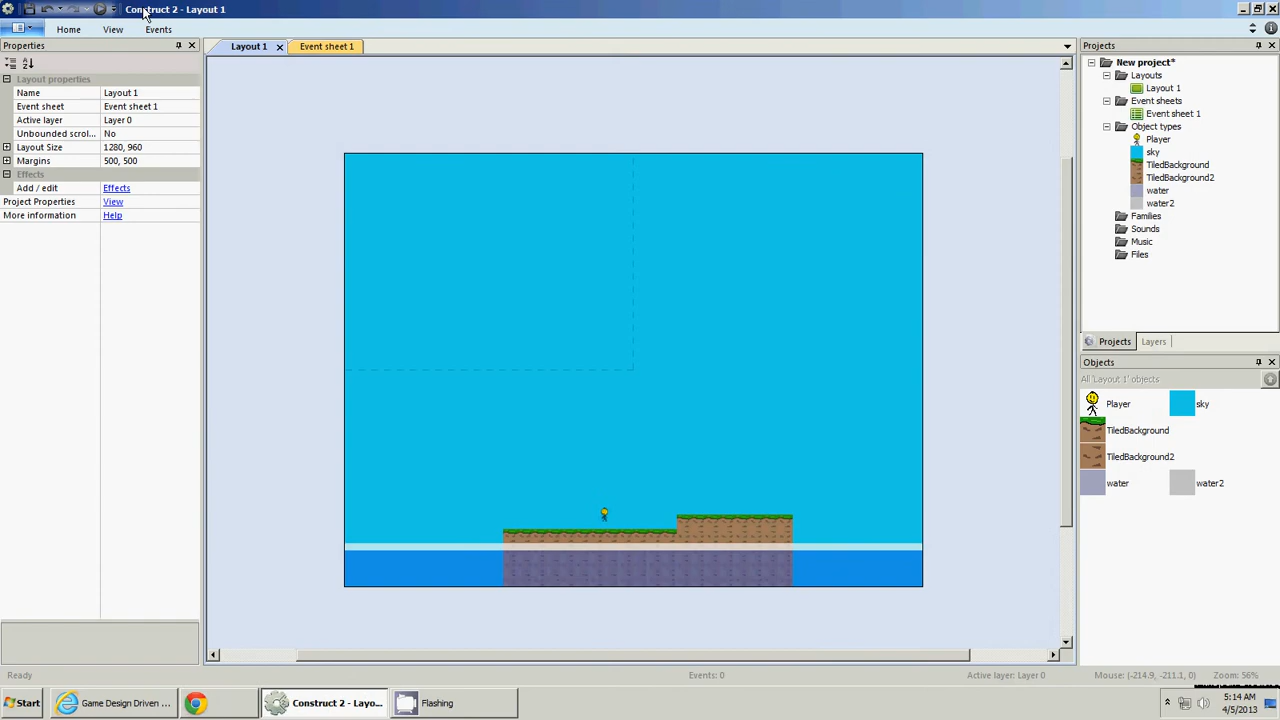 Construct 2 - Layout 1
Home View Events
Properties
Layout 1
Event sheet 1
Projects
Layout properties
Name Layout 1
Event sheet Event sheet 1
Active layer Layer 0
Unbounded scrol... No
Layout Size 1280, 960
Margins 500, 500
Effects
Add / edit Effects
Project Properties View
More information Help
New project*
Layouts
Layout 1
Event sheets
Event sheet 1
Object types
Player
sky
TiledBackground
TiledBackground2
water
water2
Families
Sounds
Music
Files
Projects Layers
Objects
All 'Layout 1' objects
Player sky
TiledBackground
TiledBackground2
water water2
Ready Events: 0 Active layer: Layer 0 Mouse: (-214.9, -211.1, 0) Zoom: 56%
Start Game Design Driven ... Construct 2 - Layo... Flashing 5:14 AM
4/5/2013